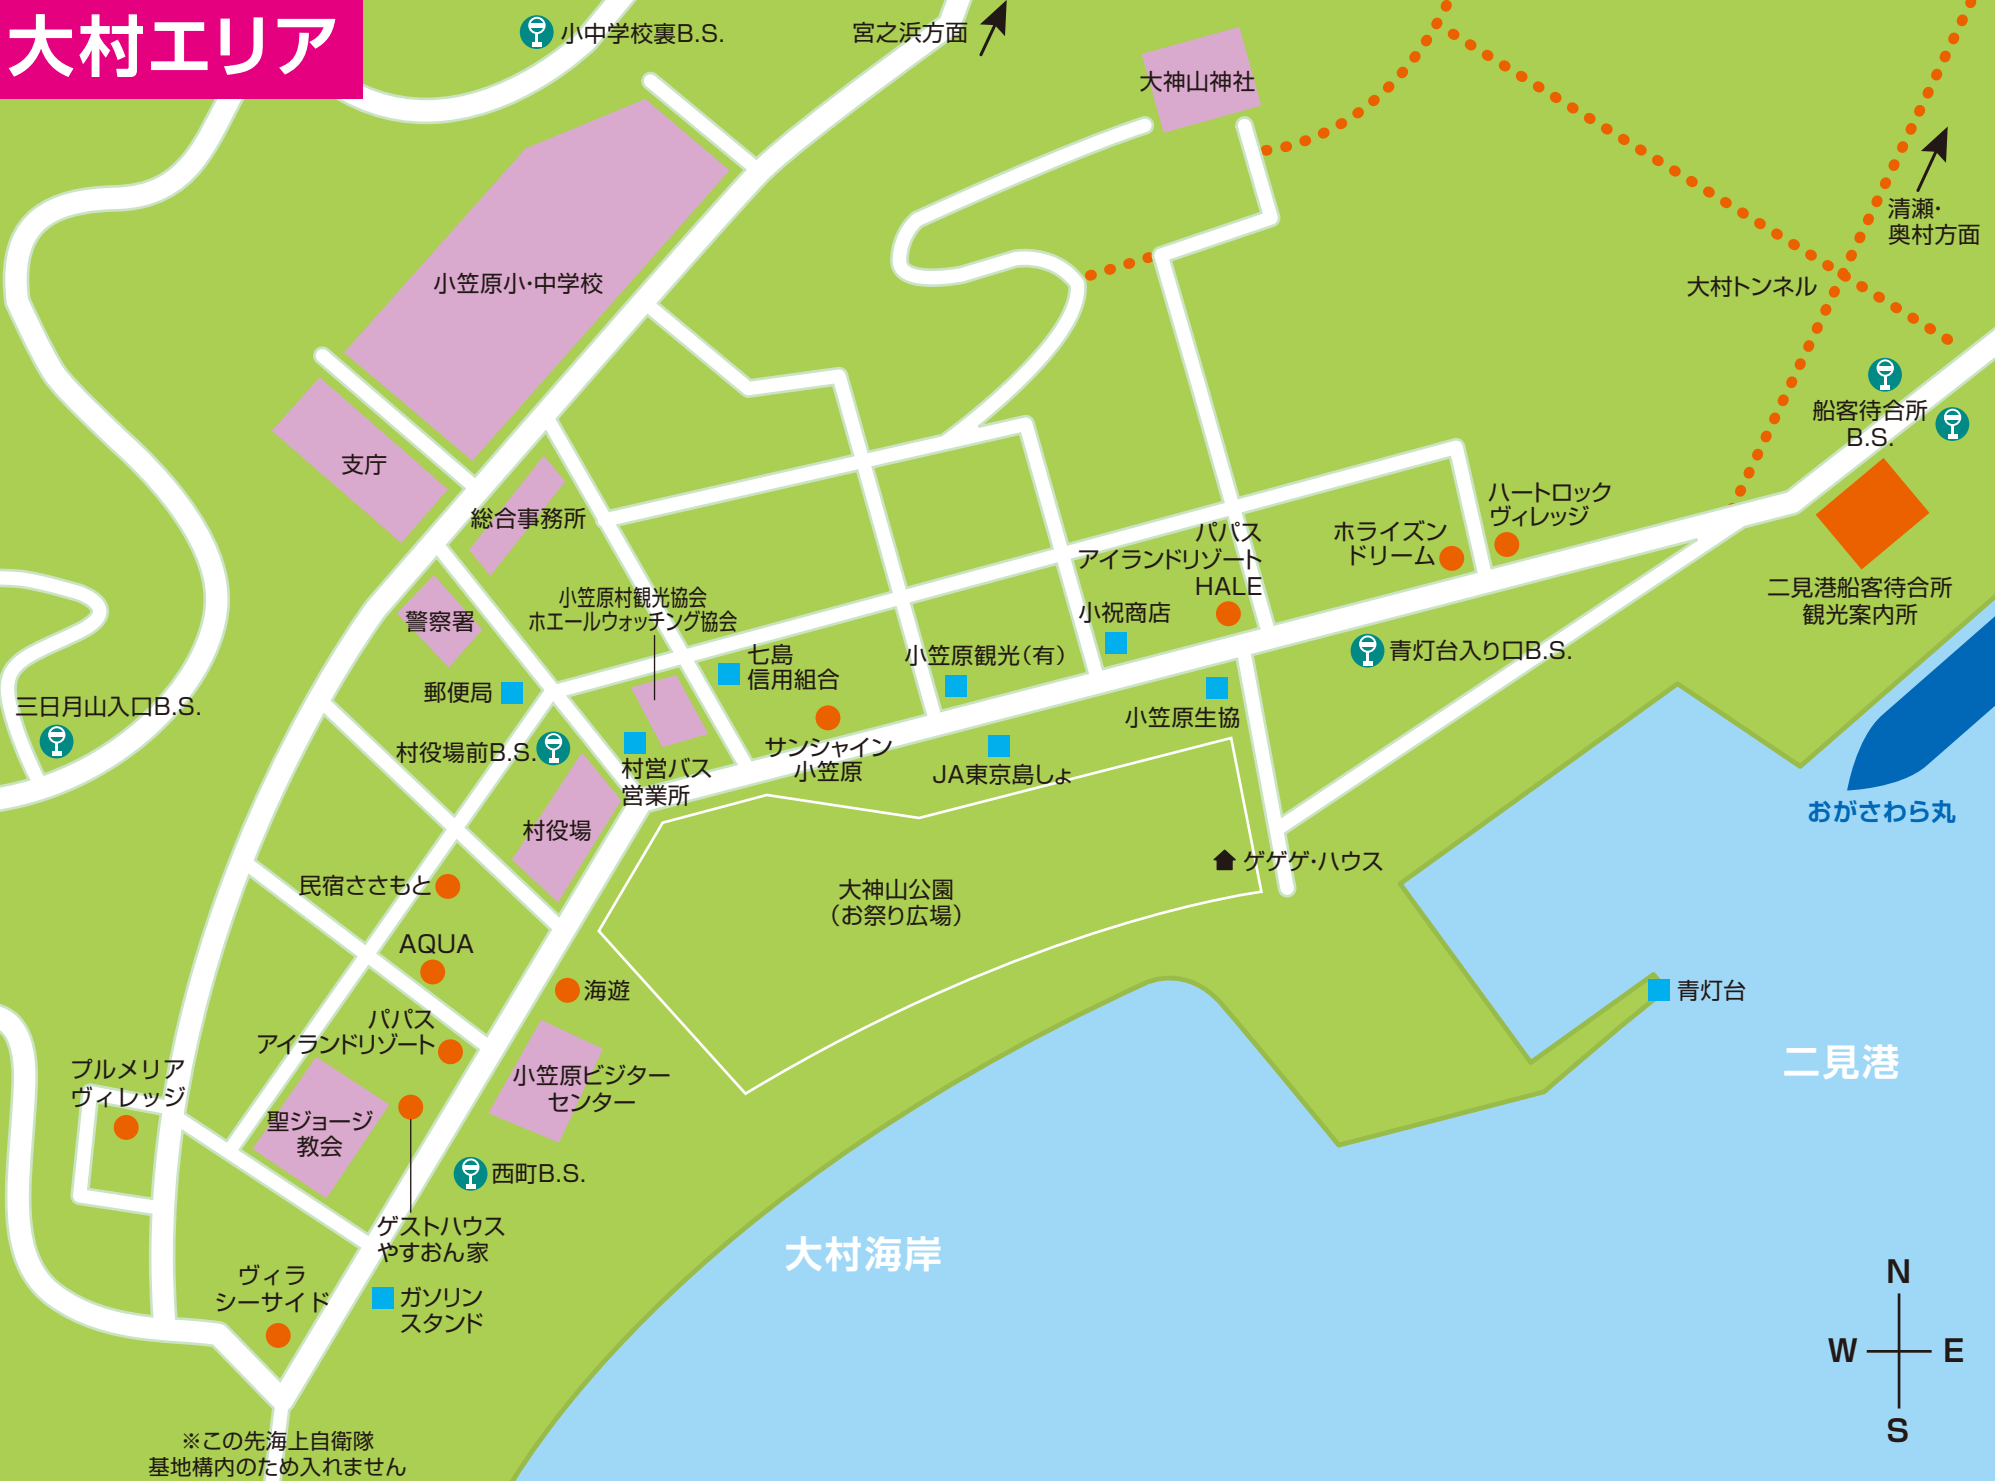 大村エリア
小中学校裏B.S.
宮之浜方面
大神山神社
清瀬・
奥村方面
大村トンネル
小笠原小・中学校
船客待合所
B.S.
支庁
総合事務所
ハートロック
ヴィレッジ
ホライズン
ドリーム
パパス
アイランドリゾート
HALE
二見港船客待合所
観光案内所
小笠原村観光協会
ホエールウォッチング協会
警察署
小祝商店
七島
信用組合
小笠原観光（有）
青灯台入り口B.S.
郵便局
三日月山入口B.S.
小笠原生協
村役場前B.S.
村営バス
営業所
サンシャイン
小笠原
JA東京島しょ
おがさわら丸
村役場
ゲゲゲ・ハウス
民宿ささもと
大神山公園
（お祭り広場）
AQUA
海遊
青灯台
パパス
アイランドリゾート
二見港
プルメリア
ヴィレッジ
小笠原ビジター
センター
聖ジョージ
教会
西町B.S.
ゲストハウス
やすおん家
大村海岸
ヴィラ
シーサイド
ガソリン
スタンド
N
W E
S
※この先海上自衛隊
基地構内のため入れません